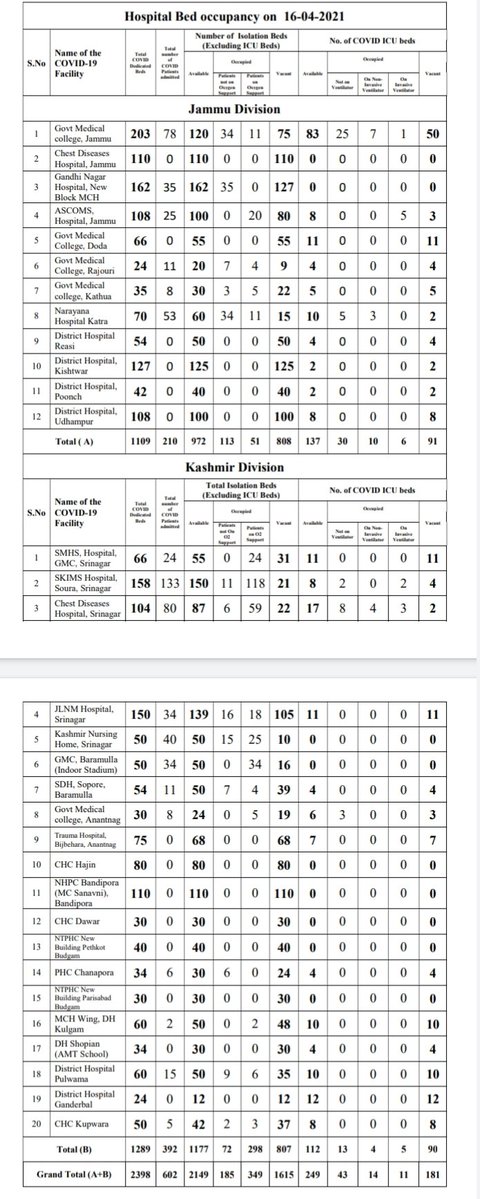 Hospital Bed occupancy on 16-04-2021
S.No Name of the COVID-19 Facility Total COVID Dedicated Beds Total number of COVID Patients admitted Number of Isolation Beds (Excluding ICU Beds) No. of COVID ICU beds
Available Occupied Vacant Available Occupied Vacant
Patients not on Oxygen Support Patients on Oxygen Support Not on Ventilator On Non-Invasive Ventilator On Invasive Ventilator
Jammu Division
1 Govt Medical college, Jammu 203 78 120 34 11 75 83 25 7 1 50
2 Chest Diseases Hospital, Jammu 110 0 110 0 0 110 0 0 0 0 0
3 Gandhi Nagar Hospital, New Block MCH 162 35 162 35 0 127 0 0 0 0 0
4 ASCOMS, Hospital, Jammu 108 25 100 0 20 80 8 0 0 5 3
5 Govt Medical College, Doda 66 0 55 0 0 55 11 0 0 0 11
6 Govt Medical College, Rajouri 24 11 20 7 4 9 4 0 0 0 4
7 Govt Medical college, Kathua 35 8 30 3 5 22 5 0 0 0 5
8 Narayana Hospital Katra 70 53 60 34 11 15 10 5 3 0 2
9 District Hospital Reasi 54 0 50 0 0 50 4 0 0 0 4
10 District Hospital, Kishtwar 127 0 125 0 0 125 2 0 0 0 2
11 District Hospital, Poonch 42 0 40 0 0 40 2 0 0 0 2
12 District Hospital, Udhampur 108 0 100 0 0 100 8 0 0 0 8
Total ( A) 1109 210 972 113 51 808 137 30 10 6 91
Kashmir Division
S.No Name of the COVID-19 Facility Total COVID Dedicated Beds Total number of COVID Patients admitted Total Isolation Beds (Excluding ICU Beds) No. of COVID ICU beds
Available Occupied Vacant Available Occupied Vacant
Patients not On O2 Support Patients on O2 Support Not on Ventilator On Non-Invasive Ventilator On Invasive Ventilator
1 SMHS, Hospital, GMC, Srinagar 66 24 55 0 24 31 11 0 0 0 11
2 SKIMS Hospital, Soura, Srinagar 158 133 150 11 118 21 8 2 0 2 4
3 Chest Diseases Hospital, Srinagar 104 80 87 6 59 22 17 8 4 3 2
4 JLNM Hospital, Srinagar 150 34 139 16 18 105 11 0 0 0 11
5 Kashmir Nursing Home, Srinagar 50 40 50 15 25 10 0 0 0 0 0
6 GMC, Baramulla (Indoor Stadium) 50 34 50 0 34 16 0 0 0 0 0
7 SDH, Sopore, Baramulla 54 11 50 7 4 39 4 0 0 0 4
8 Govt Medical college, Anantnag 30 8 24 0 5 19 6 3 0 0 3
9 Trauma Hospital, Bijbehara, Anantnag 75 0 68 0 0 68 7 0 0 0 7
10 CHC Hajin 80 0 80 0 0 80 0 0 0 0 0
11 NHPC Bandipora (MC Sanavni), Bandipora 110 0 110 0 0 110 0 0 0 0 0
12 CHC Dawar 30 0 30 0 0 30 0 0 0 0 0
13 NTPHC New Building Pethkot Budgam 40 0 40 0 0 40 0 0 0 0 0
14 PHC Chanapora 34 6 30 6 0 24 4 0 0 0 4
15 NTPHC New Building Parisabad Budgam 30 0 30 0 0 30 0 0 0 0 0
16 MCH Wing, DH Kulgam 60 2 50 0 2 48 10 0 0 0 10
17 DH Shopian (AMT School) 34 0 30 0 0 30 4 0 0 0 4
18 District Hospital Pulwama 60 15 50 9 6 35 10 0 0 0 10
19 District Hospital Ganderbal 24 0 12 0 0 12 12 0 0 0 12
20 CHC Kupwara 50 5 42 2 3 37 8 0 0 0 8
Total (B) 1289 392 1177 72 298 807 112 13 4 5 90
Grand Total (A+B) 2398 602 2149 185 349 1615 249 43 14 11 181